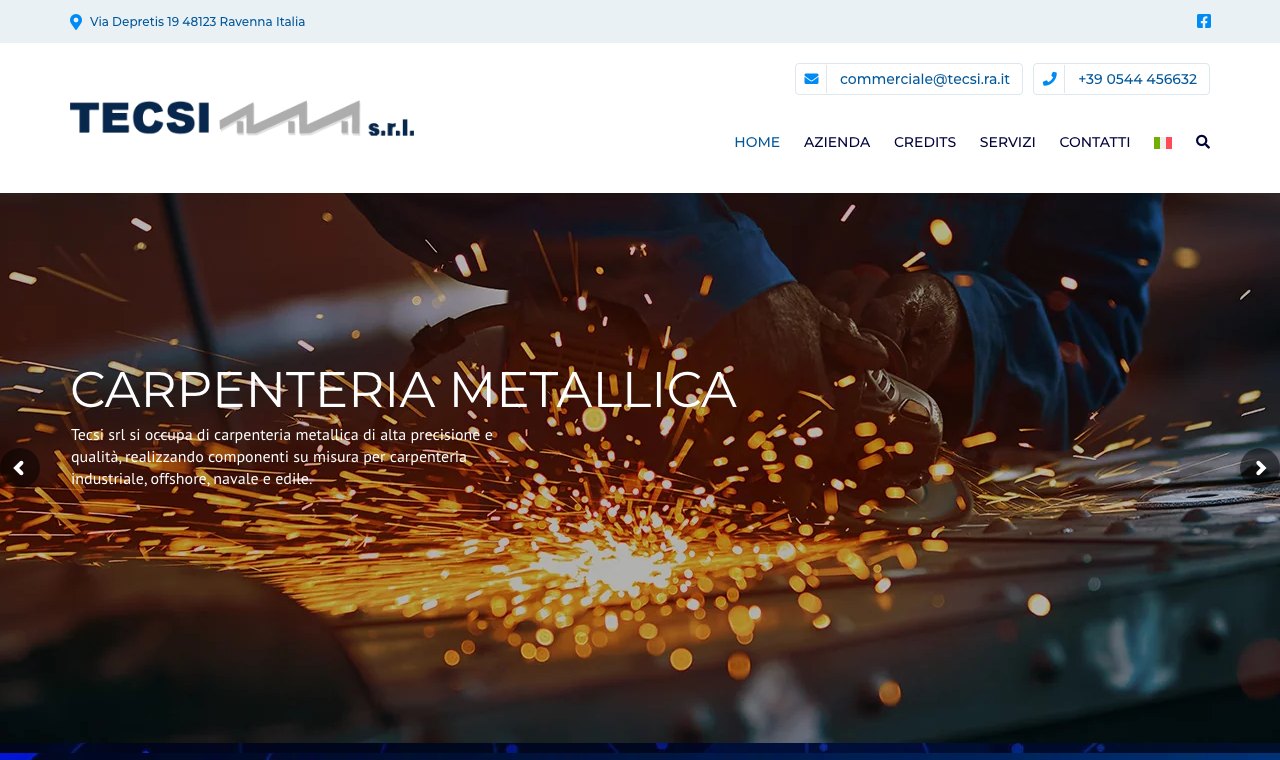 Via Depretis 19 48123 Ravenna Italia
commerciale@tecsi.ra.it
+39 0544 456632
TECSI s.r.l.
HOME AZIENDA CREDITS SERVIZI CONTATTI
CARPENTERIA METALLICA
Tecsi srl si occupa di carpenteria metallica di alta precisione e
qualità, realizzando componenti su misura per carpenteria
industriale, offshore, navale e edile.